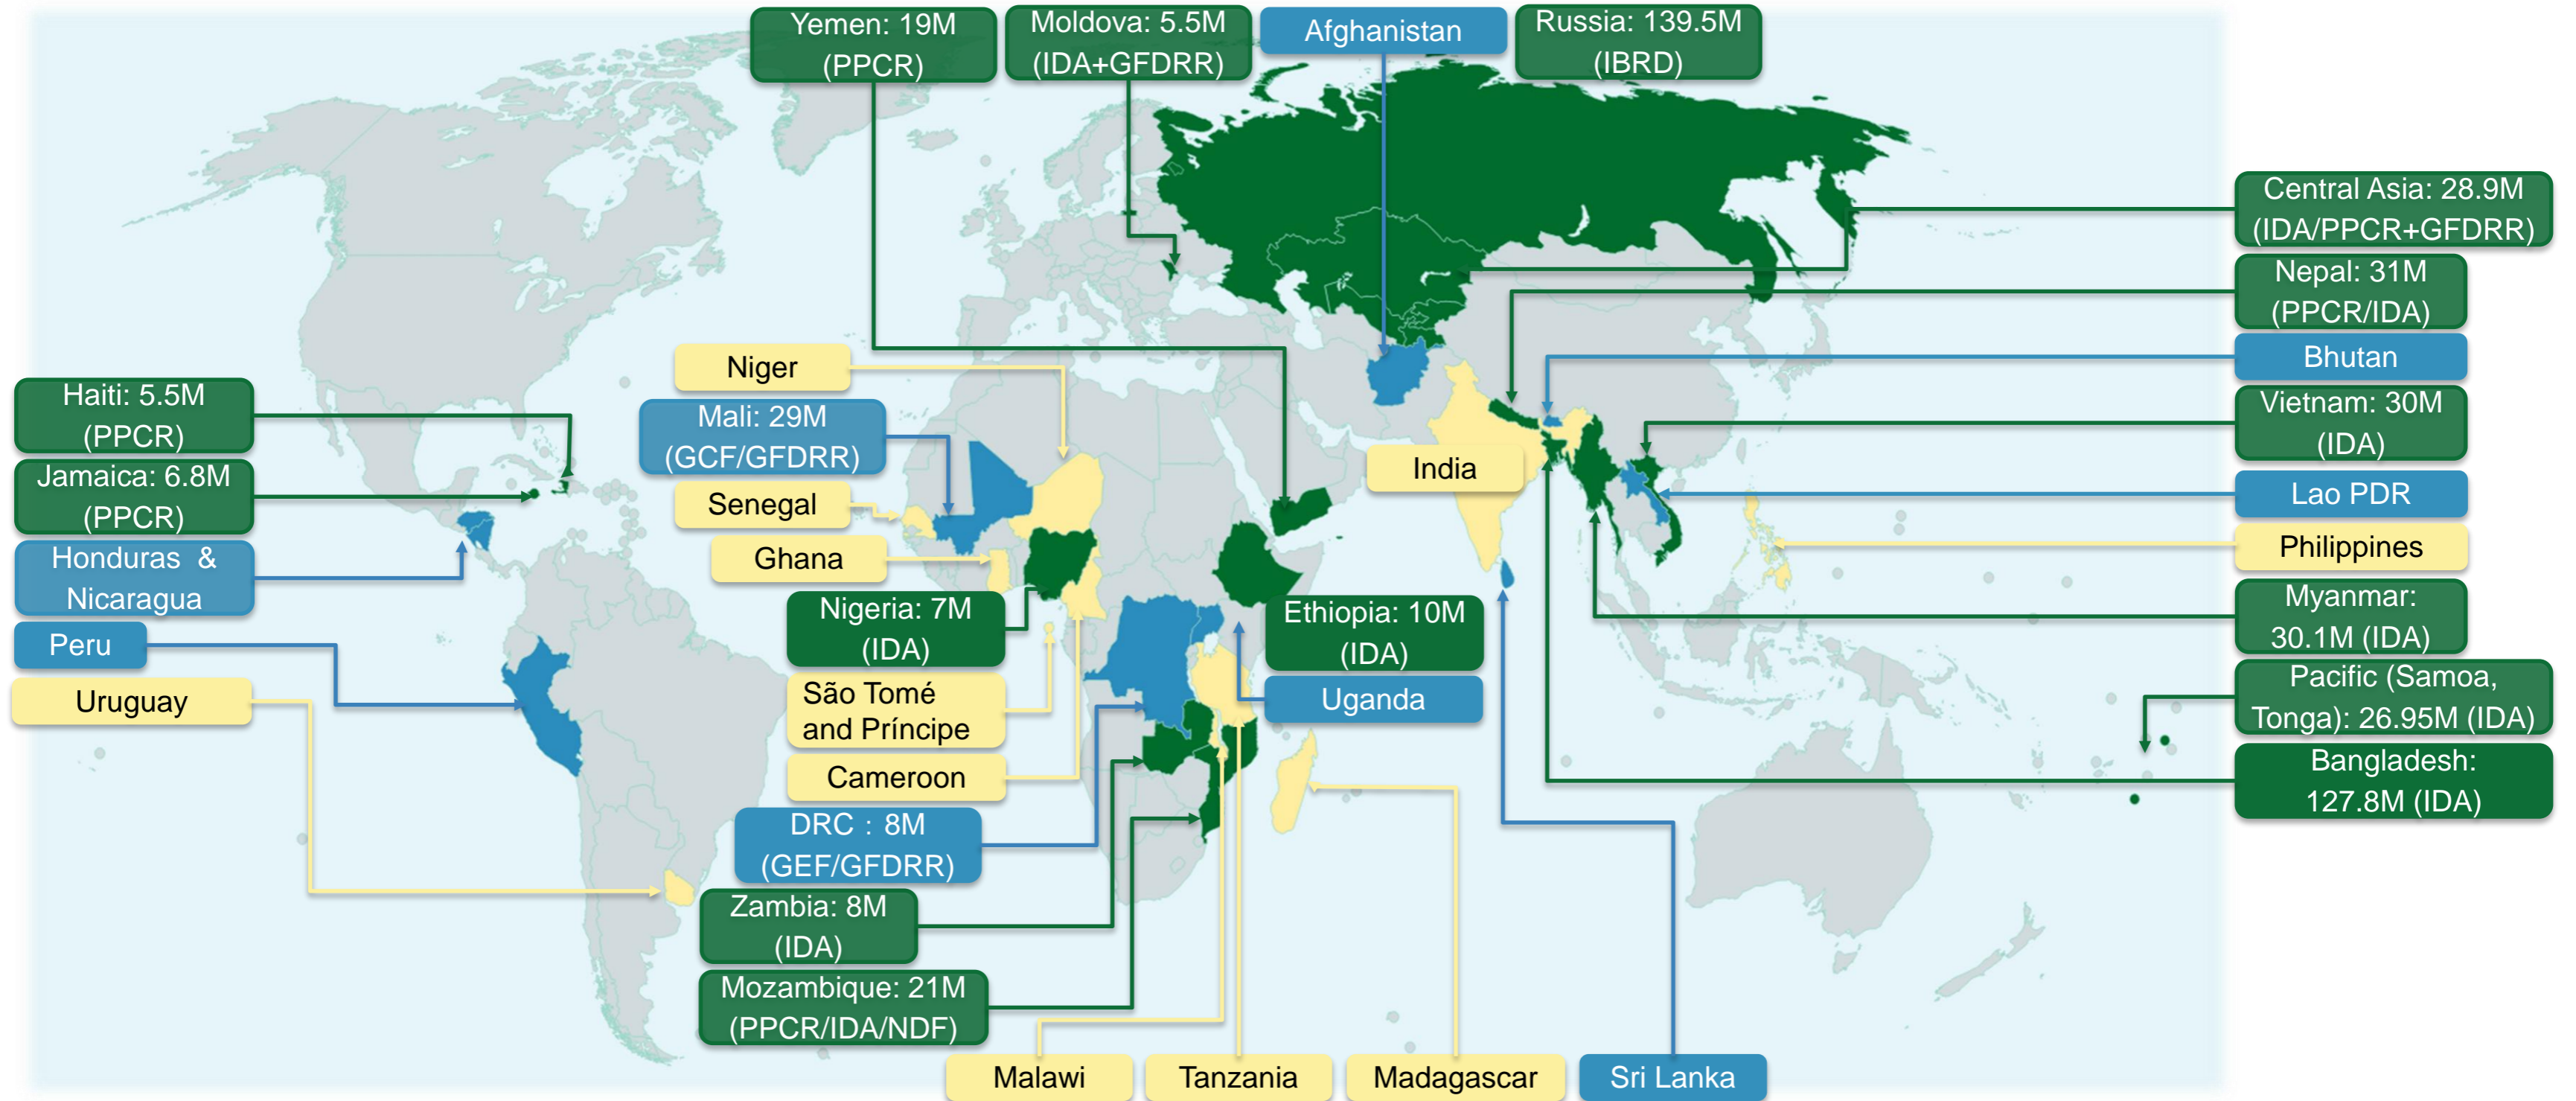 Yemen: 19M
(PPCR)
Moldova: 5.5M
(IDA+GFDRR)
Afghanistan
Russia: 139.5M
(IBRD)
Central Asia: 28.9M
(IDA/PPCR+GFDRR)
Nepal: 31M
(PPCR/IDA)
Bhutan
Vietnam: 30M
(IDA)
Lao PDR
Philippines
Myanmar:
30.1M (IDA)
Pacific (Samoa,
Tonga): 26.95M (IDA)
Bangladesh:
127.8M (IDA)
Haiti: 5.5M
(PPCR)
Jamaica: 6.8M
(PPCR)
Honduras &
Nicaragua
Peru
Uruguay
Niger
Mali: 29M
(GCF/GFDRR)
Senegal
Ghana
Nigeria: 7M
(IDA)
São Tomé
and Príncipe
Cameroon
DRC : 8M
(GEF/GFDRR)
Zambia: 8M
(IDA)
Mozambique: 21M
(PPCR/IDA/NDF)
India
Ethiopia: 10M
(IDA)
Uganda
Malawi
Tanzania
Madagascar
Sri Lanka